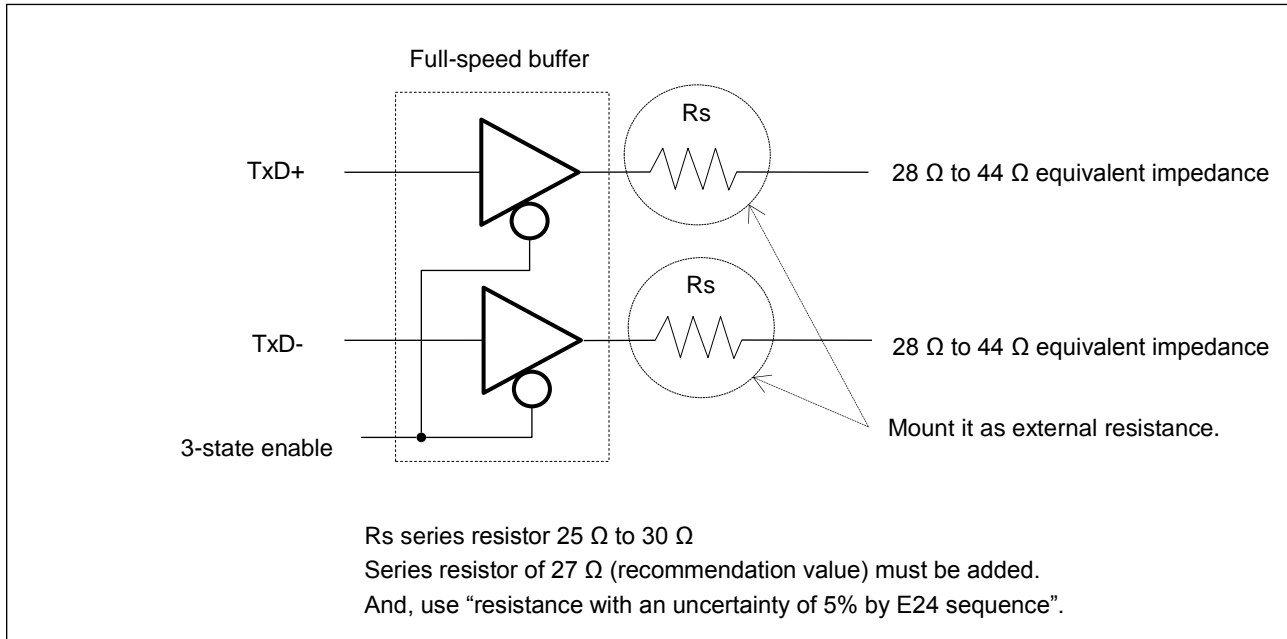 Full-speed buffer
Rs
TxD+
28 Ω to 44 Ω equivalent impedance
Rs
TxD-
28 Ω to 44 Ω equivalent impedance
Mount it as external resistance.
3-state enable
Rs series resistor 25 Ω to 30 Ω
Series resistor of 27 Ω (recommendation value) must be added.
And, use “resistance with an uncertainty of 5% by E24 sequence”.